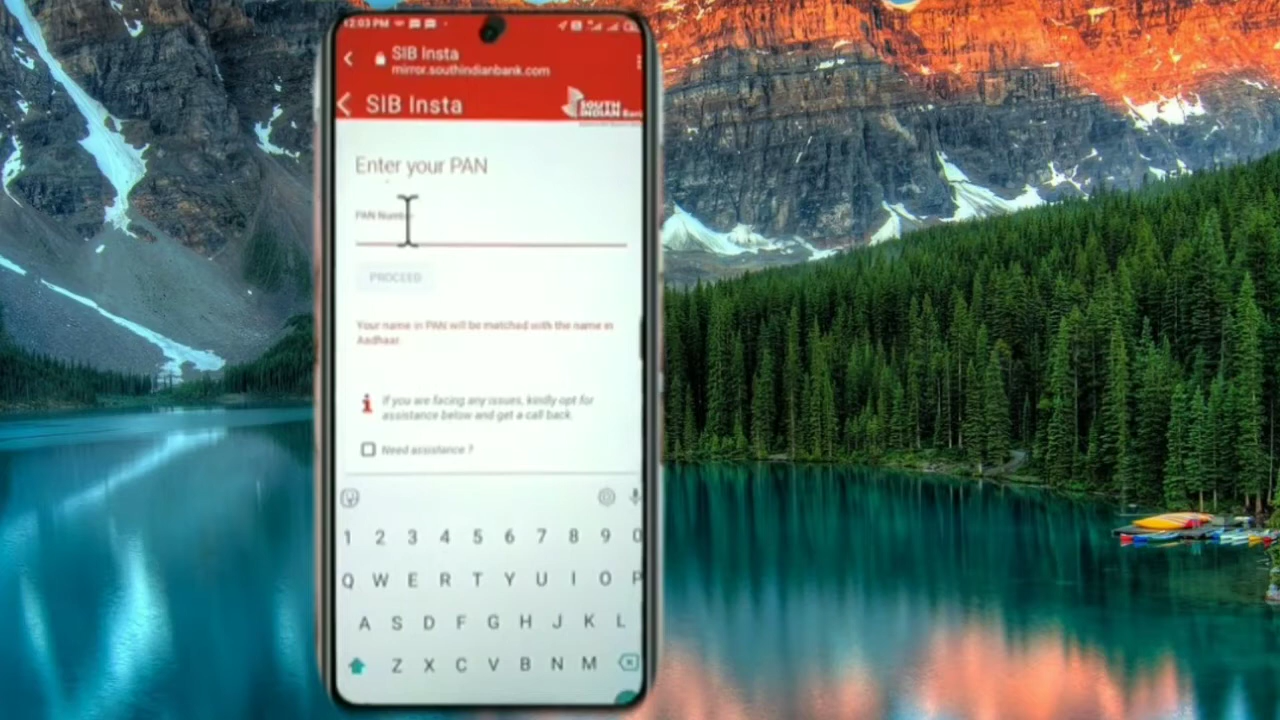 12:03 PM
SIB Insta
mirror.southindianbank.com
SIB Insta
SOUTH
INDIAN Bank
Enter your PAN
PAN Number
PROCEED
Your name in PAN will be matched with the name in
Aadhaar.
If you are facing any issues, kindly opt for
assistance below and get a call back.
Need assistance ?
1 2 3 4 5 6 7 8 9 0
Q W E R T Y U I O P
A S D F G H J K L
Z X C V B N M